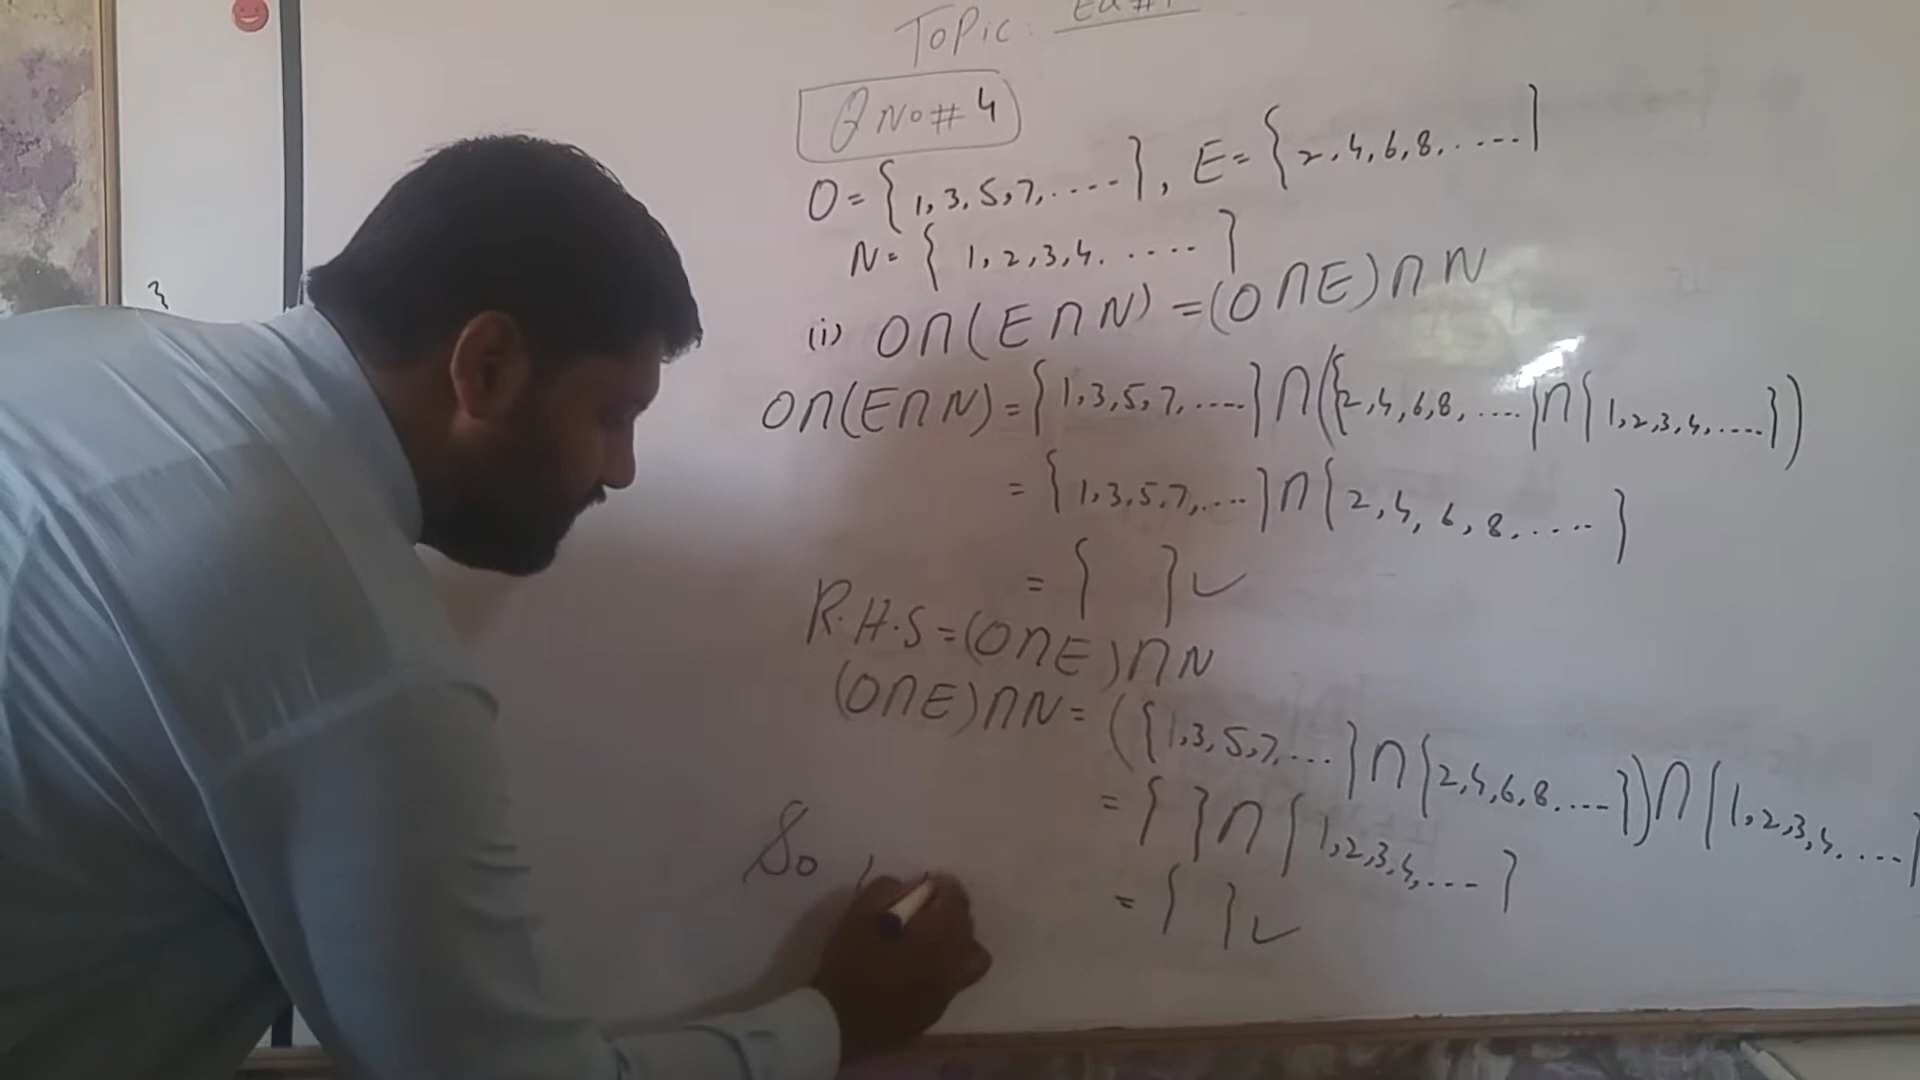 Topic:
Q No # 4
O = { 1, 3, 5, 7, ..... }, E = { 2, 4, 6, 8, ..... }
N = { 1, 2, 3, 4, ..... }
(i) O∩(E∩N) = (O∩E)∩N
O∩(E∩N) = { 1, 3, 5, 7, ..... } ∩ ({ 2, 4, 6, 8, ..... } ∩ { 1, 2, 3, 4, ..... })
= { 1, 3, 5, 7, .... } ∩ { 2, 4, 6, 8, ..... }
= { } ✓
R.H.S = (O∩E)∩N
(O∩E)∩N = ({ 1, 3, 5, 7, .... } ∩ { 2, 4, 6, 8, .... }) ∩ { 1, 2, 3, 4, .... }
= { } ∩ { 1, 2, 3, 4, .... }
= { } ✓
So